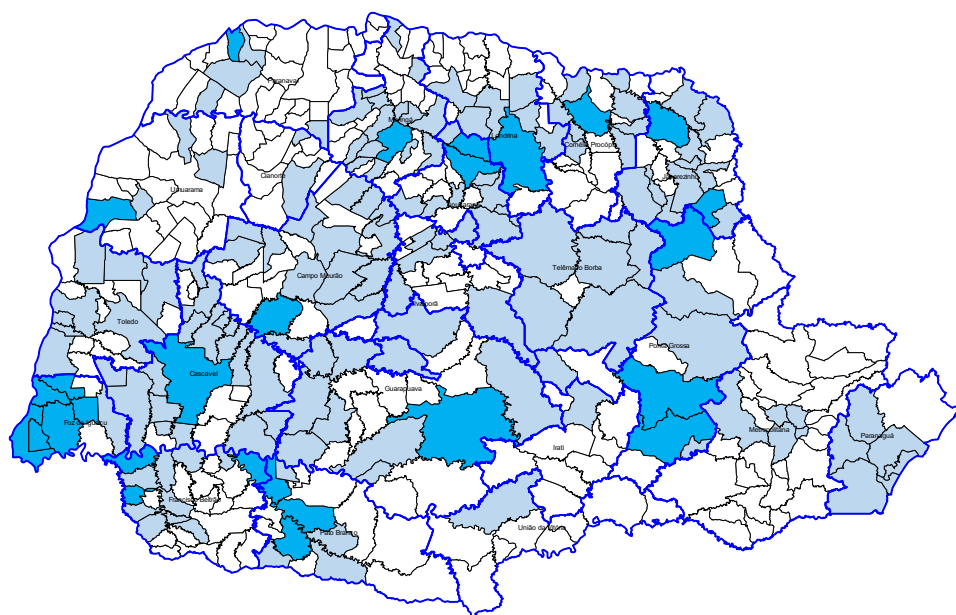 Paranavaí
Maringá
Londrina
Cornélio Procópio
Jacarezinho
Umuarama
Cianorte
Apucarana
Campo Mourão
Telêmaco Borba
Ivaiporã
Toledo
Ponta Grossa
Cascavel
Guarapuava
Foz do Iguaçu
Metropolitana
Paranaguá
Irati
Francisco Beltrão
União da Vitória
Pato Branco